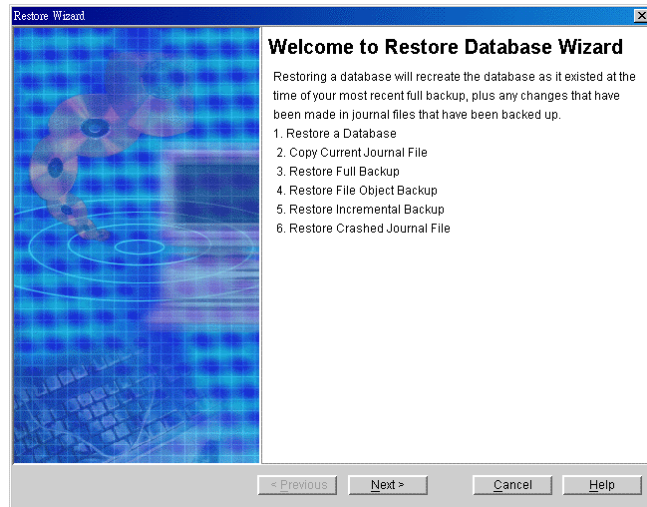 Restore Wizard
Welcome to Restore Database Wizard
Restoring a database will recreate the database as it existed at the
time of your most recent full backup, plus any changes that have
been made in journal files that have been backed up.
1. Restore a Database
2. Copy Current Journal File
3. Restore Full Backup
4. Restore File Object Backup
5. Restore Incremental Backup
6. Restore Crashed Journal File
< Previous Next > Cancel Help